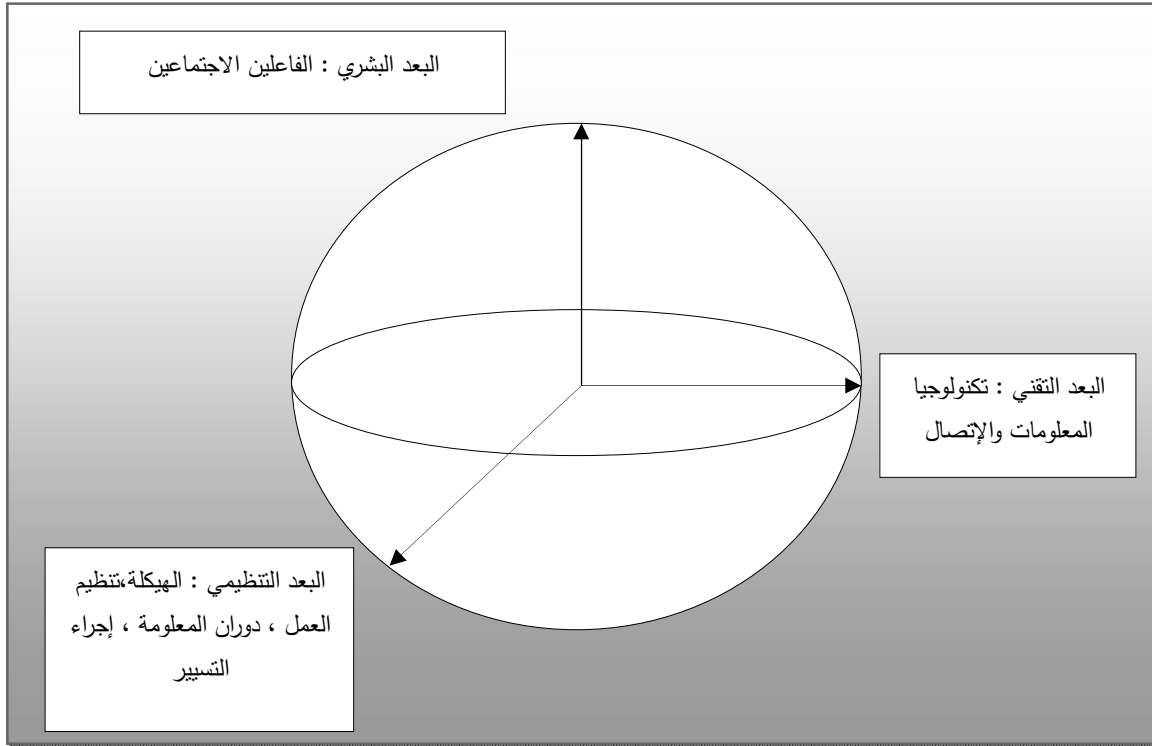 البعد البشري : الفاعلين الاجتماعين
البعد التقني : تكنولوجيا
المعلومات والإتصال
البعد التنظيمي : الهيكلة،تنظيم
العمل ، دوران المعلومة ، إجراء
التسيير